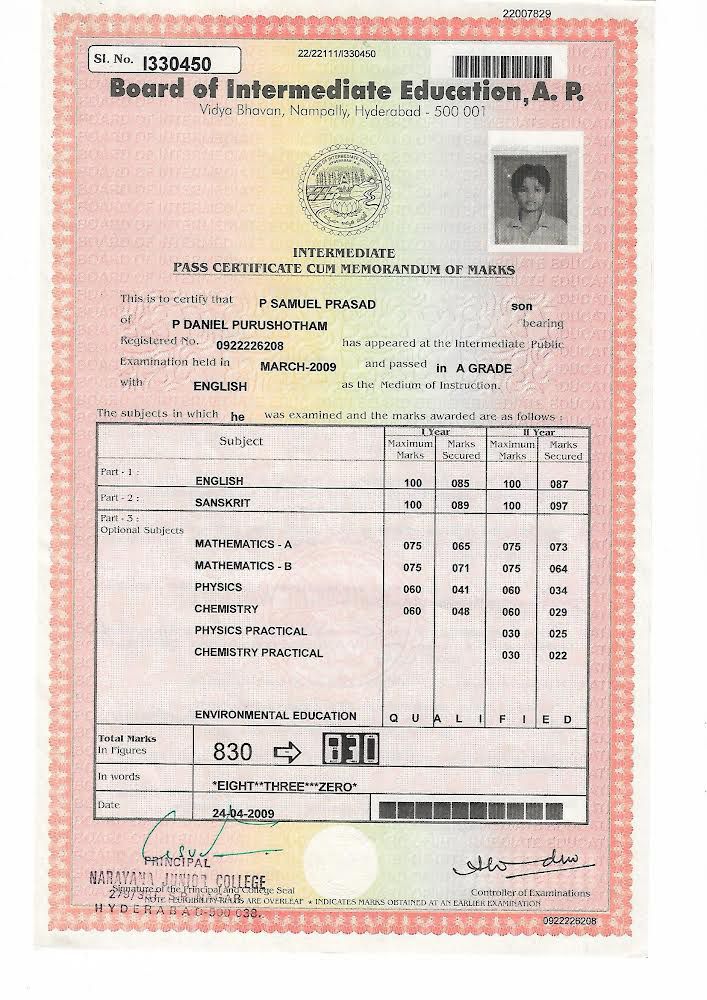 22007829
Sl. No. I330450
22/22111/I330450
Board of Intermediate Education, A. P.
Vidya Bhavan, Nampally, Hyderabad - 500 001
INTERMEDIATE
PASS CERTIFICATE CUM MEMORANDUM OF MARKS
This is to certify that P SAMUEL PRASAD son
of P DANIEL PURUSHOTHAM bearing
Registered No. 0922226208 has appeared at the Intermediate Public
Examination held in MARCH-2009 and passed in A GRADE
with ENGLISH as the Medium of Instruction.
The subjects in which he was examined and the marks awarded are as follows :
Subject I Year II Year
Maximum Marks Marks Secured Maximum Marks Marks Secured
Part - 1 :
ENGLISH 100 085 100 087
Part - 2 :
SANSKRIT 100 089 100 097
Part - 3 :
Optional Subjects
MATHEMATICS - A 075 065 075 073
MATHEMATICS - B 075 071 075 064
PHYSICS 060 041 060 034
CHEMISTRY 060 048 060 029
PHYSICS PRACTICAL 030 025
CHEMISTRY PRACTICAL 030 022
ENVIRONMENTAL EDUCATION Q U A L I F I E D
Total Marks
In Figures 830 830
In words *EIGHT**THREE***ZERO*
Date 24-04-2009
PRINCIPAL
NARAYANA JUNIOR COLLEGE
Signature of the Principal and College Seal Controller of Examinations
NOTE : ELIGIBILITY RULES ARE OVERLEAF * INDICATES MARKS OBTAINED AT AN EARLIER EXAMINATION
HYDERABAD-500 038.
0922226208